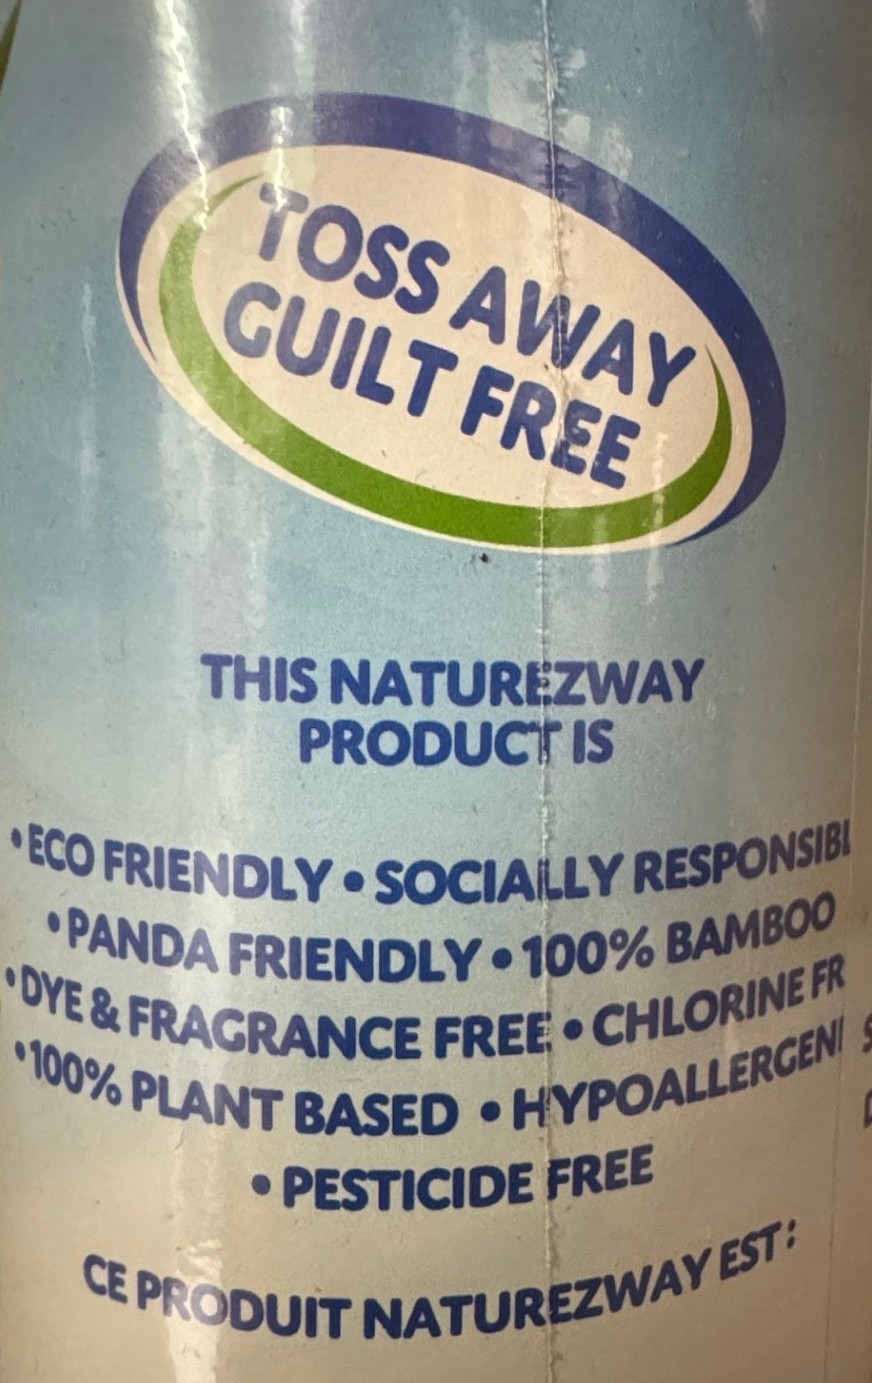 TOSS AWAY
GUILT FREE
THIS NATUREZWAY
PRODUCT IS
• ECO FRIENDLY • SOCIALLY RESPONSIBL
• PANDA FRIENDLY • 100% BAMBOO
• DYE & FRAGRANCE FREE • CHLORINE FR
• 100% PLANT BASED • HYPOALLERGENI
• PESTICIDE FREE
CE PRODUIT NATUREZWAY EST: